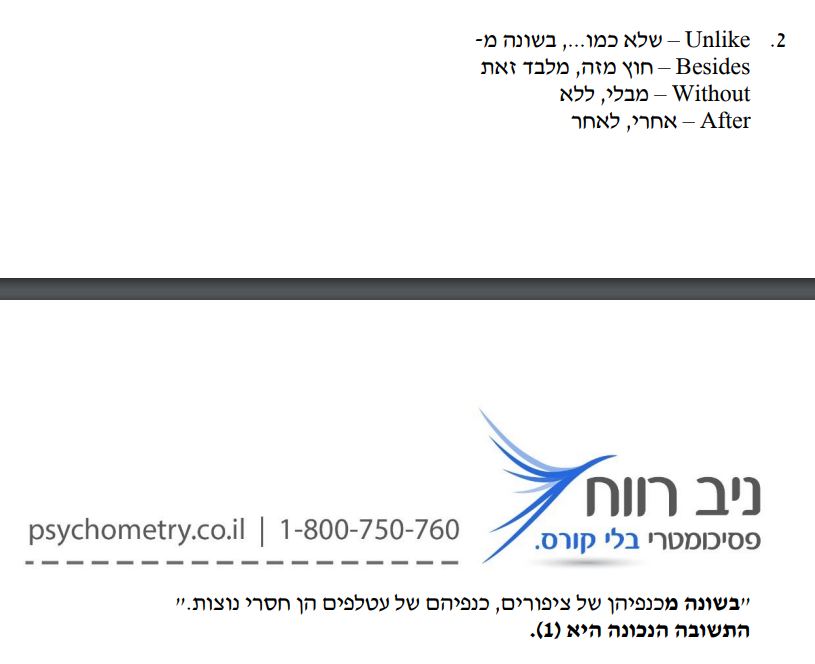 2. Unlike – שלא כמו..., בשונה מ-
Besides – חוץ מזה, מלבד זאת
Without – מבלי, ללא
After – אחרי, לאחר
ניב רווח
פסיכומטרי בלי קורס.
psychometry.co.il | 1-800-750-760
"בשונה מכנפיהן של ציפורים, כנפיהם של עטלפים הן חסרי נוצות."
התשובה הנכונה היא (1).